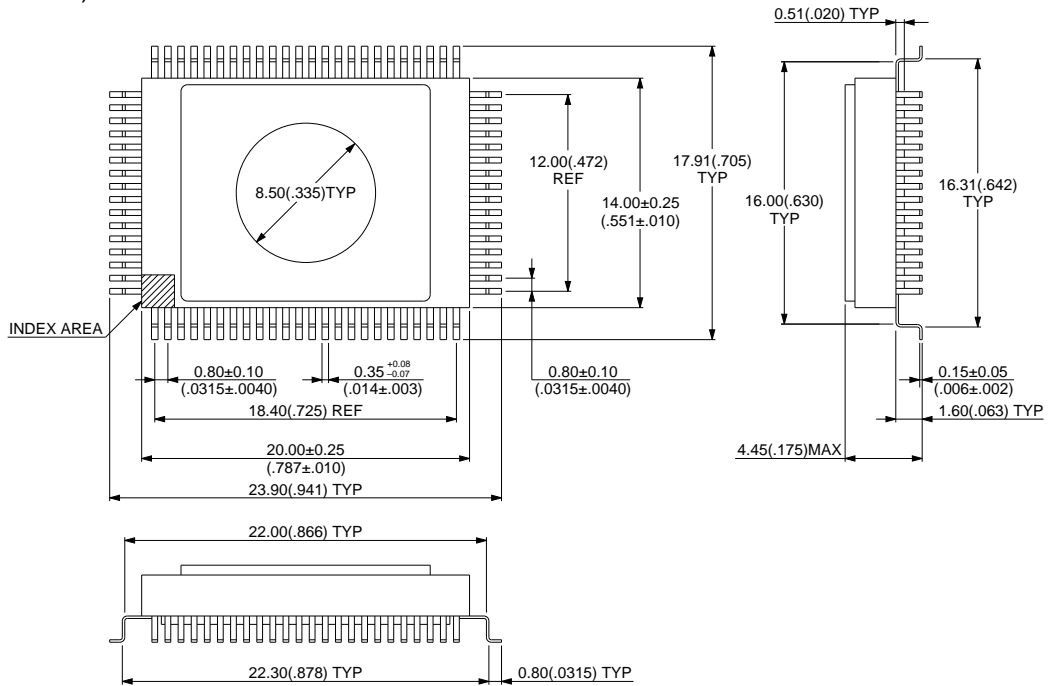 0.51(.020) TYP
8.50(.335)TYP
12.00(.472)
REF
14.00±0.25
(.551±.010)
17.91(.705)
TYP
16.00(.630)
TYP
16.31(.642)
TYP
INDEX AREA
0.80±0.10
(.0315±.0040)
0.35 +0.08 –0.07
(.014±.003)
0.80±0.10
(.0315±.0040)
0.15±0.05
(.006±.002)
18.40(.725) REF
1.60(.063) TYP
20.00±0.25
(.787±.010)
4.45(.175)MAX
23.90(.941) TYP
22.00(.866) TYP
22.30(.878) TYP
0.80(.0315) TYP